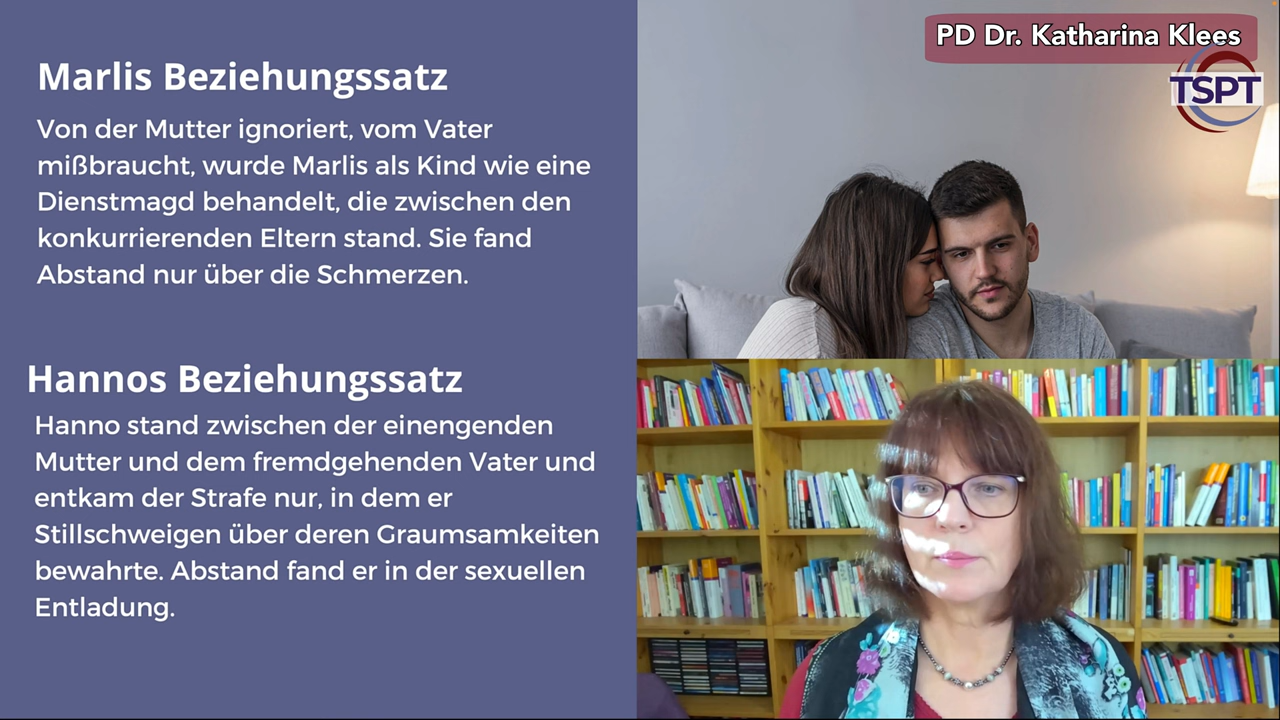 Marlis Beziehungssatz
Von der Mutter ignoriert, vom Vater
mißbraucht, wurde Marlis als Kind wie eine
Dienstmagd behandelt, die zwischen den
konkurrierenden Eltern stand. Sie fand
Abstand nur über die Schmerzen.
Hannos Beziehungssatz
Hanno stand zwischen der einengenden
Mutter und dem fremdgehenden Vater und
entkam der Strafe nur, in dem er
Stillschweigen über deren Graumsamkeiten
bewahrte. Abstand fand er in der sexuellen
Entladung.
PD Dr. Katharina Klees
TSPT